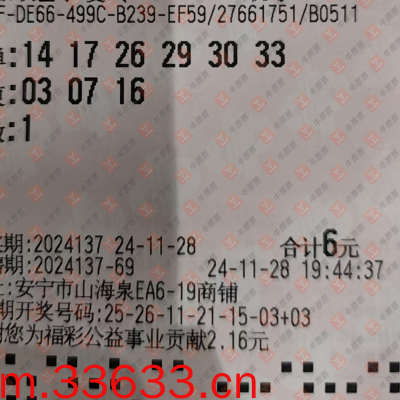 F-DE66-499C-B239-EF59/27661751/B0511
:14 17 26 29 30 33
:03 07 16
:1
期:2024137 24-11-28 合计6元
期:2024137-69 24-11-28 19:44:37
:安宁市山海泉EA6-19商铺
期开奖号码:25-26-11-21-15-03+03
您为福彩公益事业贡献2.16元
m.33633.cn